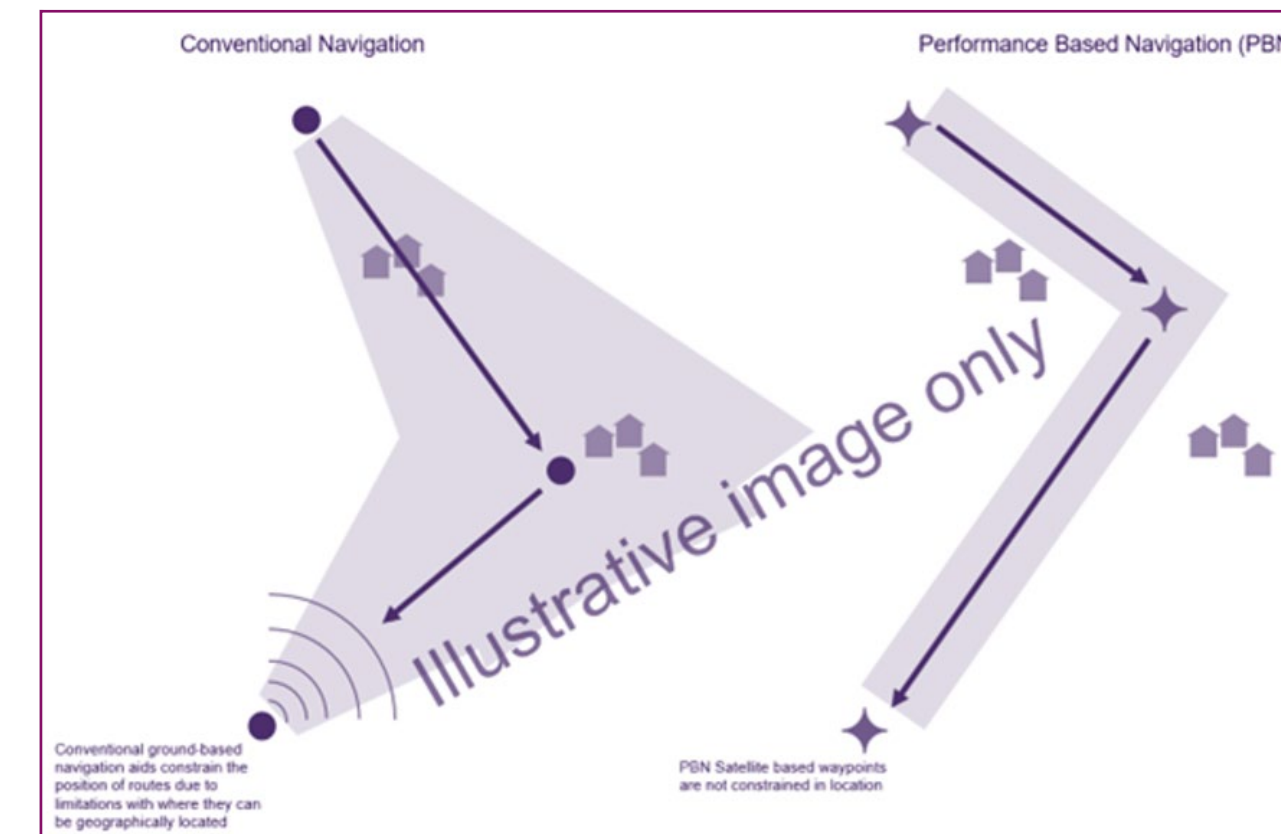 Conventional Navigation
Performance Based Navigation (PBN
Illustrative image only
Conventional ground-based
navigation aids constrain the
position of routes due to
limitations with where they can
be geographically located
PBN Satellite based waypoints
are not constrained in location